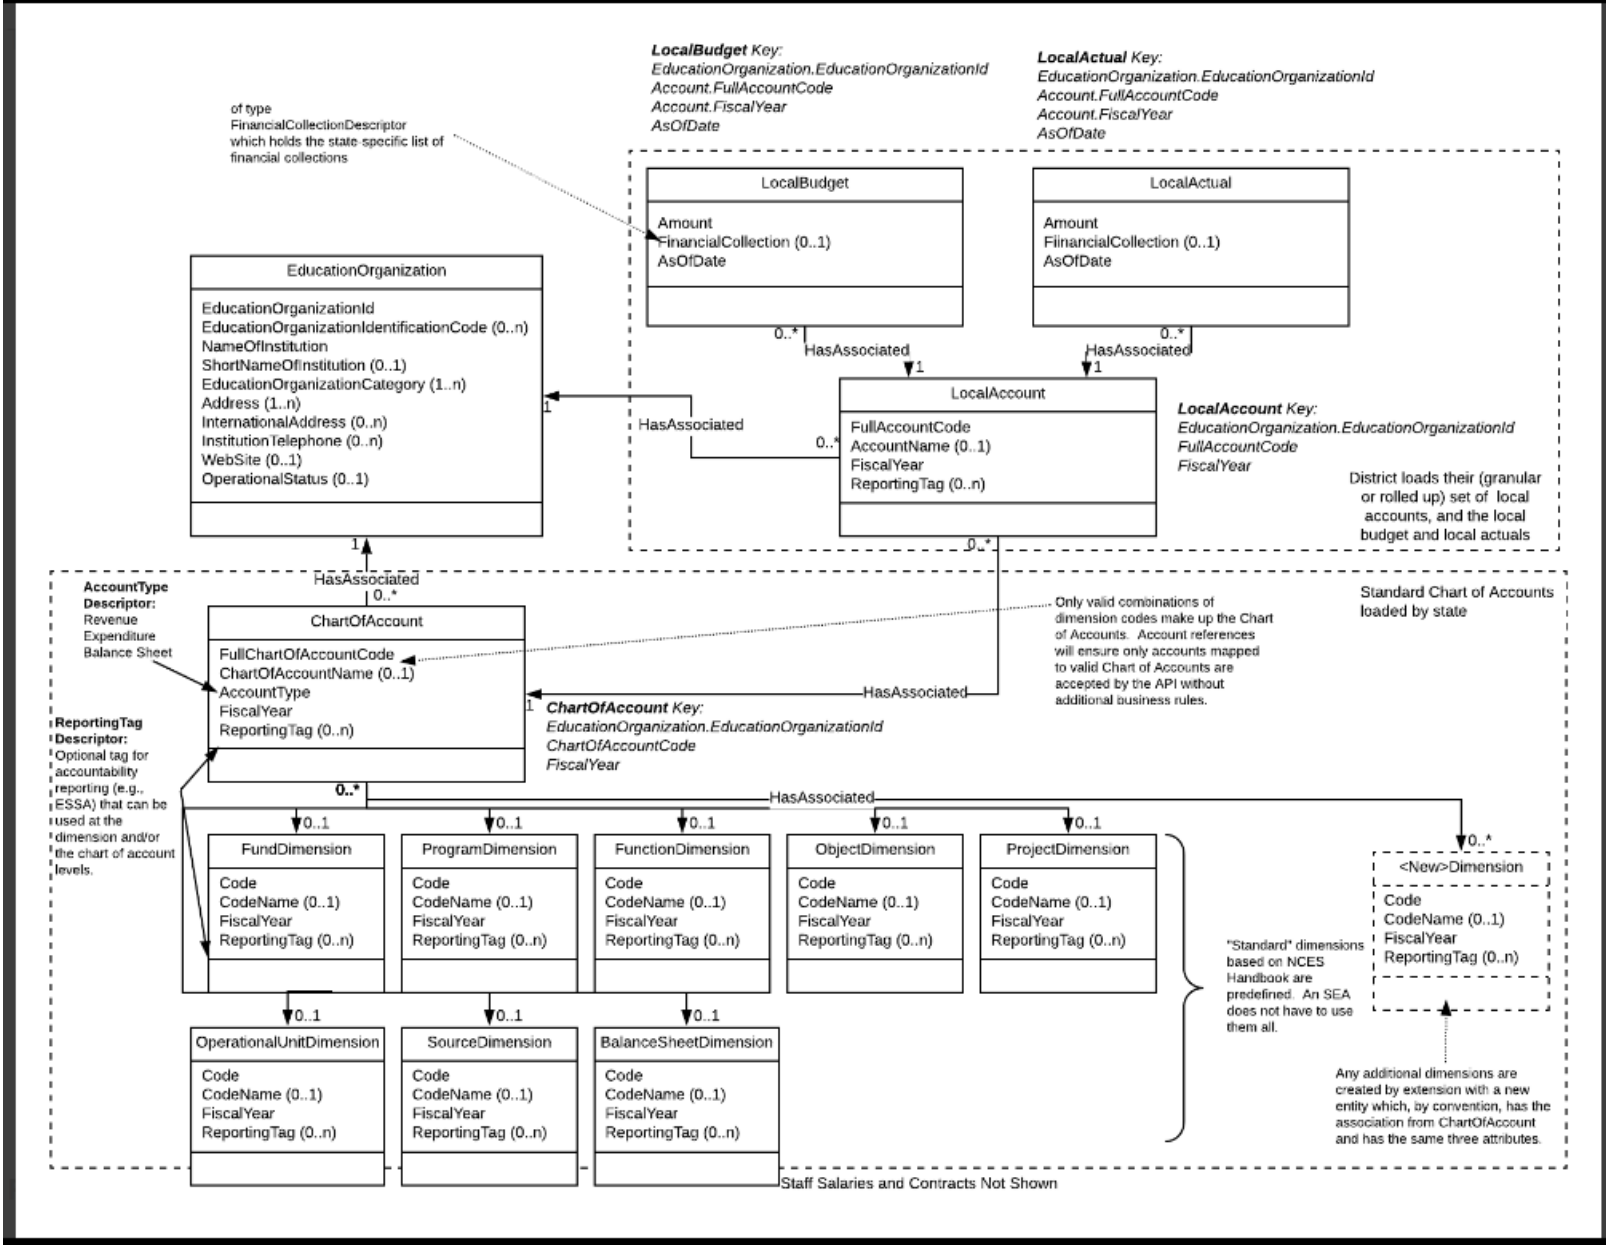 LocalBudget Key:
EducationOrganization.EducationOrganizationId
Account.FullAccountCode
Account.FiscalYear
AsOfDate
LocalActual Key:
EducationOrganization.EducationOrganizationId
Account.FullAccountCode
Account.FiscalYear
AsOfDate
of type
FinancialCollectionDescriptor
which holds the state-specific list of
financial collections
LocalBudget
Amount
FinancialCollection (0..1)
AsOfDate
LocalActual
Amount
FiinancialCollection (0..1)
AsOfDate
EducationOrganization
EducationOrganizationId
EducationOrganizationIdentificationCode (0..n)
NameOfInstitution
ShortNameOfInstitution (0..1)
EducationOrganizationCategory (1..n)
Address (1..n)
InternationalAddress (0..n)
InstitutionTelephone (0..n)
WebSite (0..1)
OperationalStatus (0..1)
0..*
HasAssociated
1
0..*
HasAssociated
1
LocalAccount
FullAccountCode
AccountName (0..1)
FiscalYear
ReportingTag (0..n)
1
HasAssociated
0..*
LocalAccount Key:
EducationOrganization.EducationOrganizationId
FullAccountCode
FiscalYear
District loads their (granular
or rolled up) set of local
accounts, and the local
budget and local actuals
0..*
1
HasAssociated
0..*
AccountType
Descriptor:
Revenue
Expenditure
Balance Sheet
ChartOfAccount
FullChartOfAccountCode
ChartOfAccountName (0..1)
AccountType
FiscalYear
ReportingTag (0..n)
Only valid combinations of
dimension codes make up the Chart
of Accounts. Account references
will ensure only accounts mapped
to valid Chart of Accounts are
accepted by the API without
additional business rules.
Standard Chart of Accounts
loaded by state
HasAssociated
1
ChartOfAccount Key:
EducationOrganization.EducationOrganizationId
ChartOfAccountCode
FiscalYear
ReportingTag
Descriptor:
Optional tag for
accountability
reporting (e.g.,
ESSA) that can be
used at the
dimension and/or
the chart of account
levels.
0..*
HasAssociated
0..1
0..1
0..1
0..1
0..1
0..*
FundDimension
Code
CodeName (0..1)
FiscalYear
ReportingTag (0..n)
ProgramDimension
Code
CodeName (0..1)
FiscalYear
ReportingTag (0..n)
FunctionDimension
Code
CodeName (0..1)
FiscalYear
ReportingTag (0..n)
ObjectDimension
Code
CodeName (0..1)
FiscalYear
ReportingTag (0..n)
ProjectDimension
Code
CodeName (0..1)
FiscalYear
ReportingTag (0..n)
<New>Dimension
Code
CodeName (0..1)
FiscalYear
ReportingTag (0..n)
"Standard" dimensions
based on NCES
Handbook are
predefined. An SEA
does not have to use
them all.
0..1
0..1
0..1
OperationalUnitDimension
Code
CodeName (0..1)
FiscalYear
ReportingTag (0..n)
SourceDimension
Code
CodeName (0..1)
FiscalYear
ReportingTag (0..n)
BalanceSheetDimension
Code
CodeName (0..1)
FiscalYear
ReportingTag (0..n)
Any additional dimensions are
created by extension with a new
entity which, by convention, has the
association from ChartOfAccount
and has the same three attributes.
Staff Salaries and Contracts Not Shown